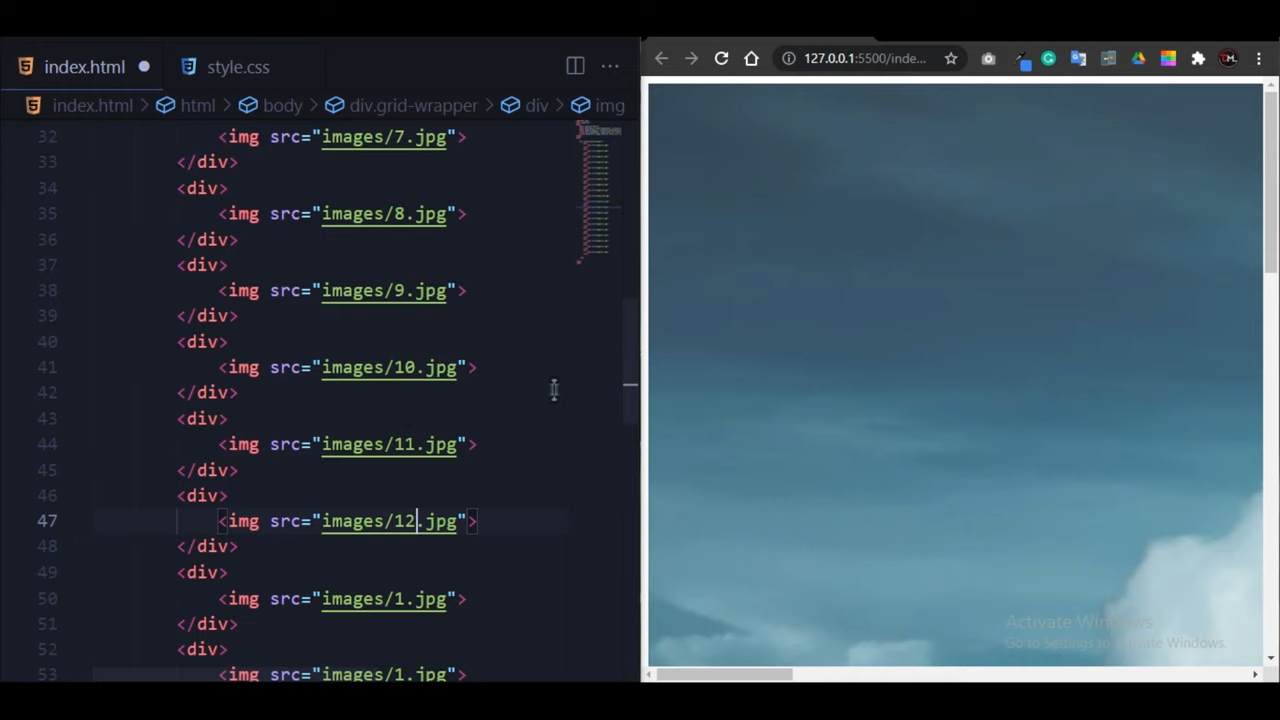 index.html
style.css
127.0.0.1:5500/inde...
index.html
html
body
div.grid-wrapper
div
img
32 <img src="images/7.jpg">
33 </div>
34 <div>
35 <img src="images/8.jpg">
36 </div>
37 <div>
38 <img src="images/9.jpg">
39 </div>
40 <div>
41 <img src="images/10.jpg">
42 </div>
43 <div>
44 <img src="images/11.jpg">
45 </div>
46 <div>
47 <img src="images/12.jpg">
48 </div>
49 <div>
50 <img src="images/1.jpg">
51 </div>
52 <div>
53 <img src="images/1.jpg">
Activate Windows
Go to Settings to activate Windows.